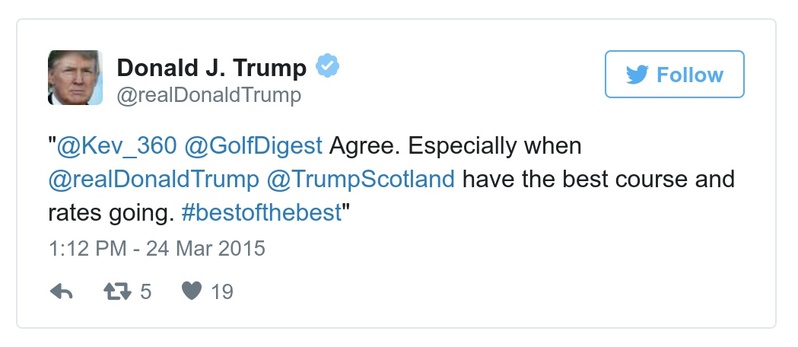 Donald J. Trump
@realDonaldTrump
Follow
"@Kev_360 @GolfDigest Agree. Especially when
@realDonaldTrump @TrumpScotland have the best course and
rates going. #bestofthebest"
1:12 PM - 24 Mar 2015
5 19